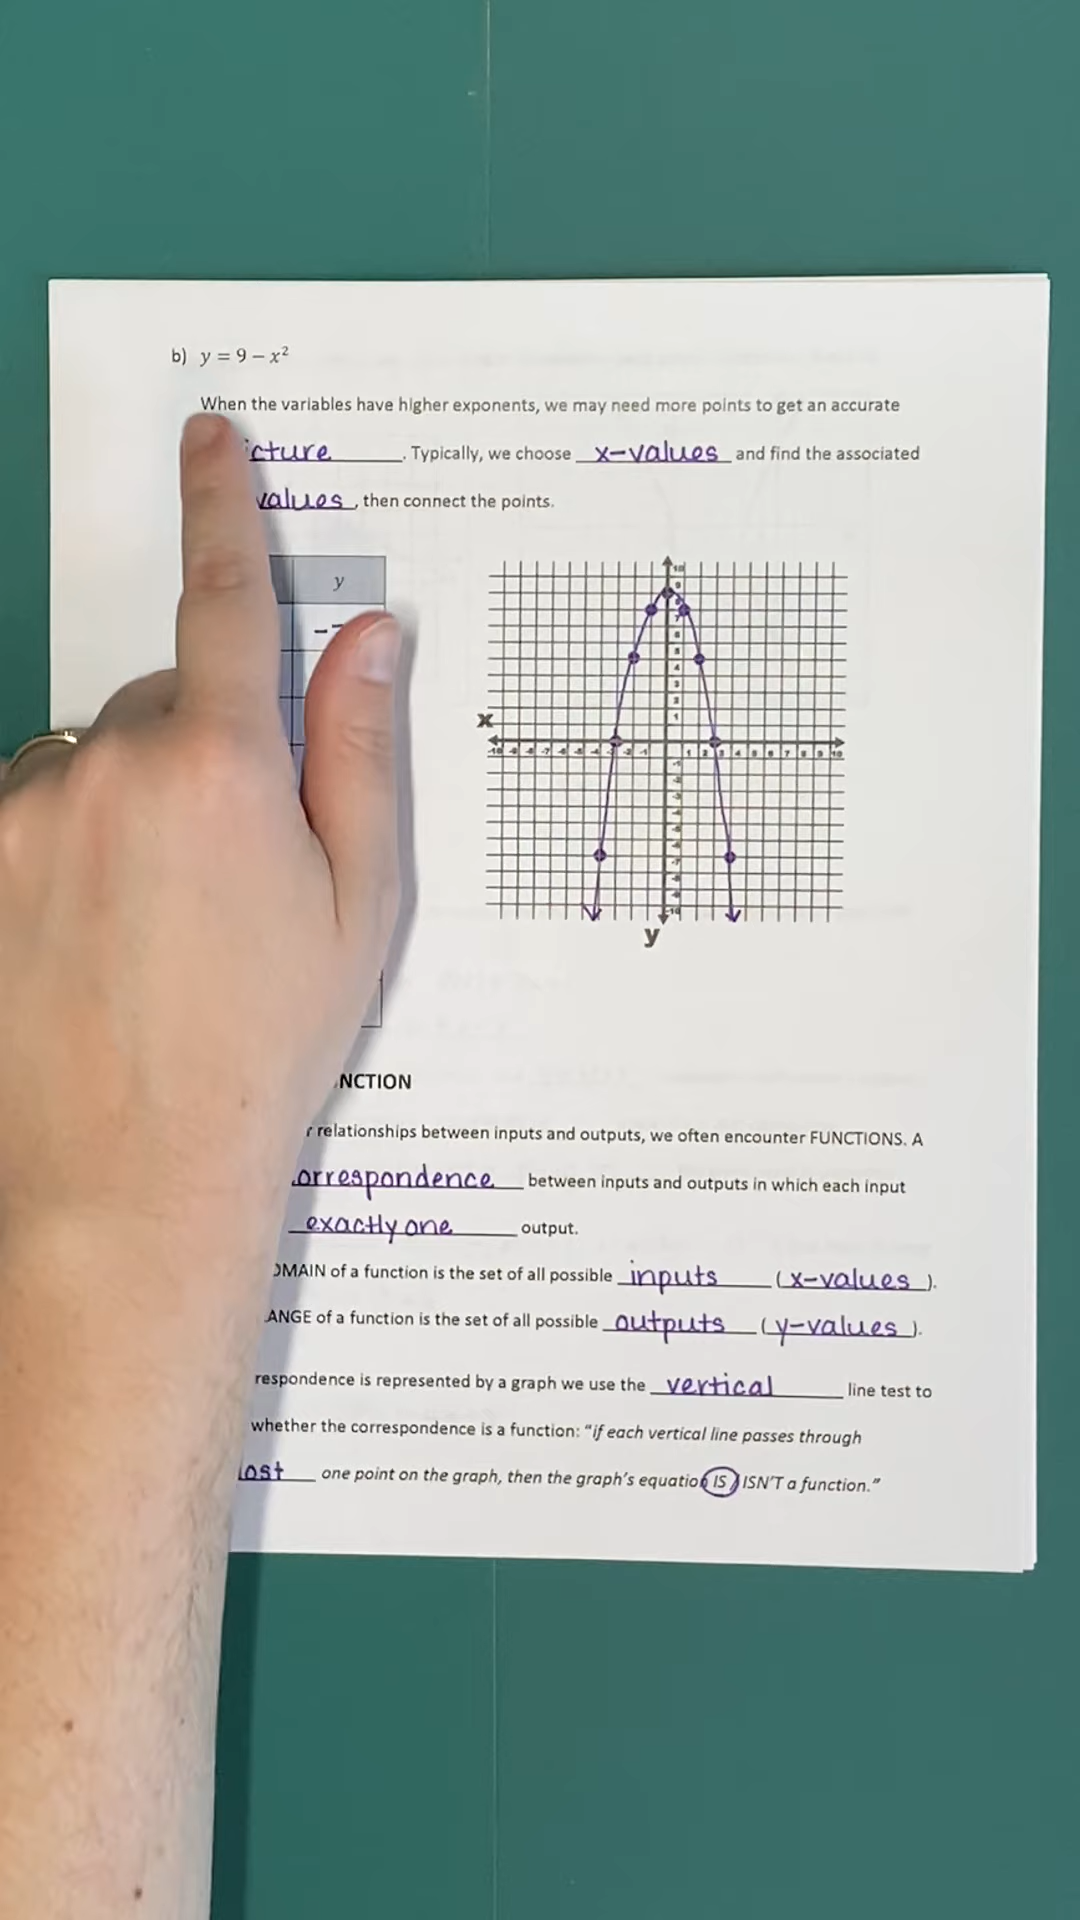 b) y = 9 − x²
When the variables have higher exponents, we may need more points to get an accurate
icture. Typically, we choose x-values and find the associated
values, then connect the points.
y
x
y
NCTION
relationships between inputs and outputs, we often encounter FUNCTIONS. A
orrespondence between inputs and outputs in which each input
exactly one output.
OMAIN of a function is the set of all possible inputs (x-values).
ANGE of a function is the set of all possible outputs (y-values).
respondence is represented by a graph we use the vertical line test to
whether the correspondence is a function: "if each vertical line passes through
ost one point on the graph, then the graph's equation IS / ISN'T a function."